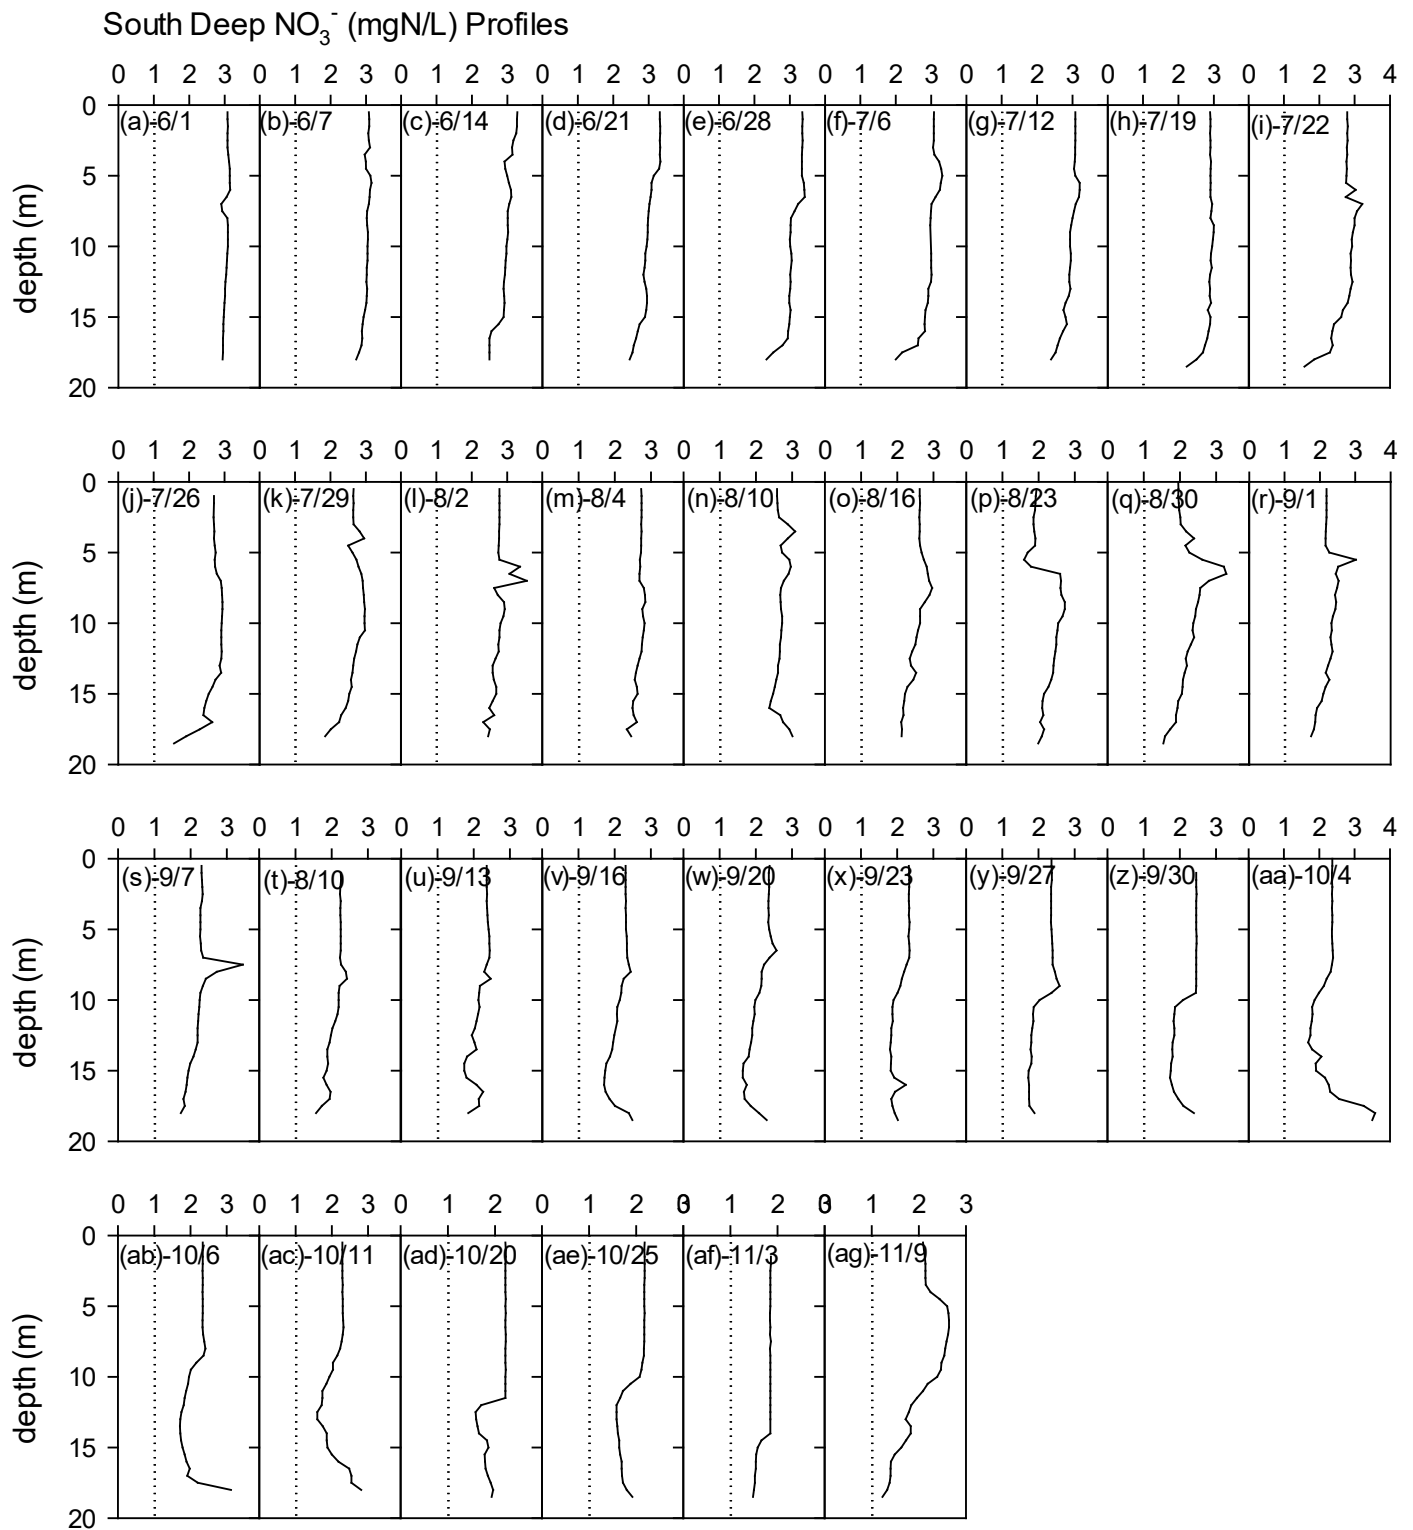 South Deep NO3- (mgN/L) Profiles
0 1 2 3 0 1 2 3 0 1 2 3 0 1 2 3 0 1 2 3 0 1 2 3 0 1 2 3 0 1 2 3 0 1 2 3 4
0
(a)-6/1 (b)-6/7 (c)-6/14 (d)-6/21 (e)-6/28 (f)-7/6 (g)-7/12 (h)-7/19 (i)-7/22
5
depth (m)
10
15
20
0 1 2 3 0 1 2 3 0 1 2 3 0 1 2 3 0 1 2 3 0 1 2 3 0 1 2 3 0 1 2 3 0 1 2 3 4
0
(j)-7/26 (k)-7/29 (l)-8/2 (m)-8/4 (n)-8/10 (o)-8/16 (p)-8/23 (q)-8/30 (r)-9/1
5
depth (m)
10
15
20
0 1 2 3 0 1 2 3 0 1 2 3 0 1 2 3 0 1 2 3 0 1 2 3 0 1 2 3 0 1 2 3 0 1 2 3 4
0
(s)-9/7 (t)-8/10 (u)-9/13 (v)-9/16 (w)-9/20 (x)-9/23 (y)-9/27 (z)-9/30 (aa)-10/4
5
depth (m)
10
15
20
0 1 2 3 0 1 2 3 0 1 2 0 1 2 3 0 1 2 3 0 1 2 3
0
(ab)-10/6 (ac)-10/11 (ad)-10/20 (ae)-10/25 (af)-11/3 (ag)-11/9
5
depth (m)
10
15
20